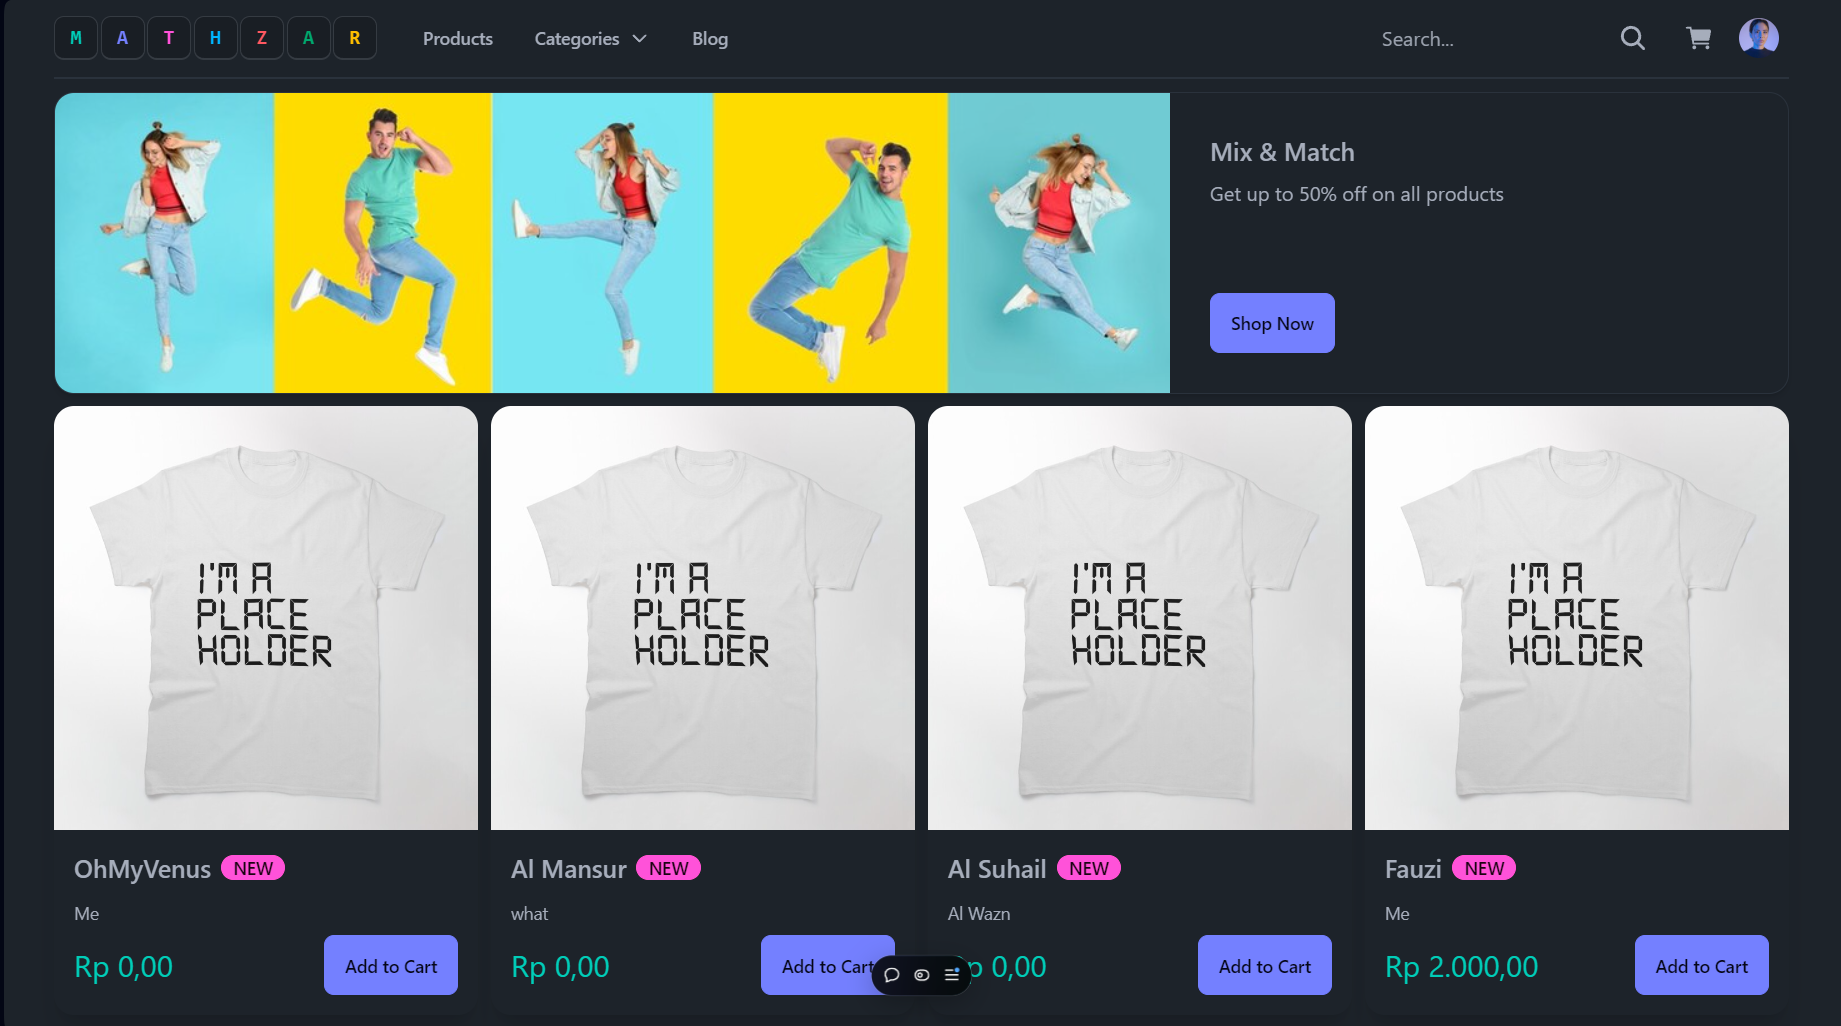 M A T H Z A R
Products
Categories
Blog
Search...
Mix & Match
Get up to 50% off on all products
Shop Now
I'M A
PLACE
HOLDER
I'M A
PLACE
HOLDER
I'M A
PLACE
HOLDER
I'M A
PLACE
HOLDER
OhMyVenus NEW
Me
Rp 0,00
Add to Cart
Al Mansur NEW
what
Rp 0,00
Add to Cart
Al Suhail NEW
Al Wazn
p 0,00
Add to Cart
Fauzi NEW
Me
Rp 2.000,00
Add to Cart